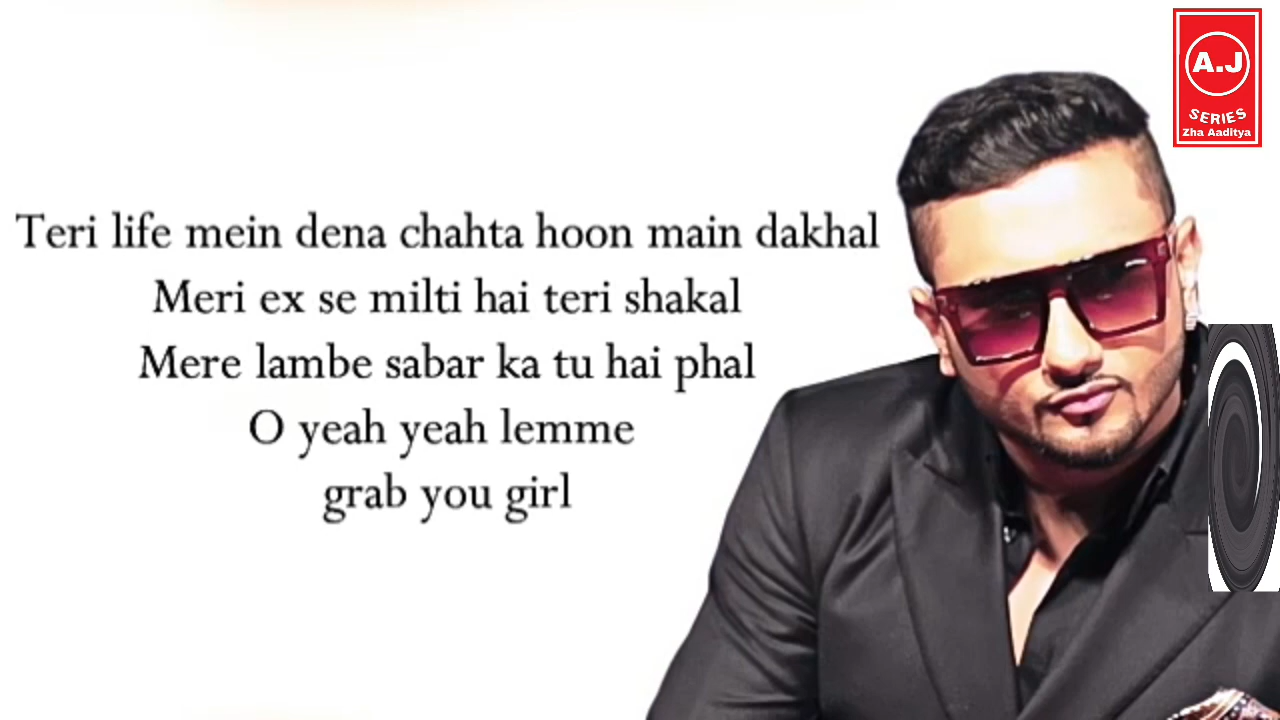 A.J
SERIES
Zha Aaditya
Teri life mein dena chahta hoon main dakhal
Meri ex se milti hai teri shakal
Mere lambe sabar ka tu hai phal
O yeah yeah lemme
grab you girl